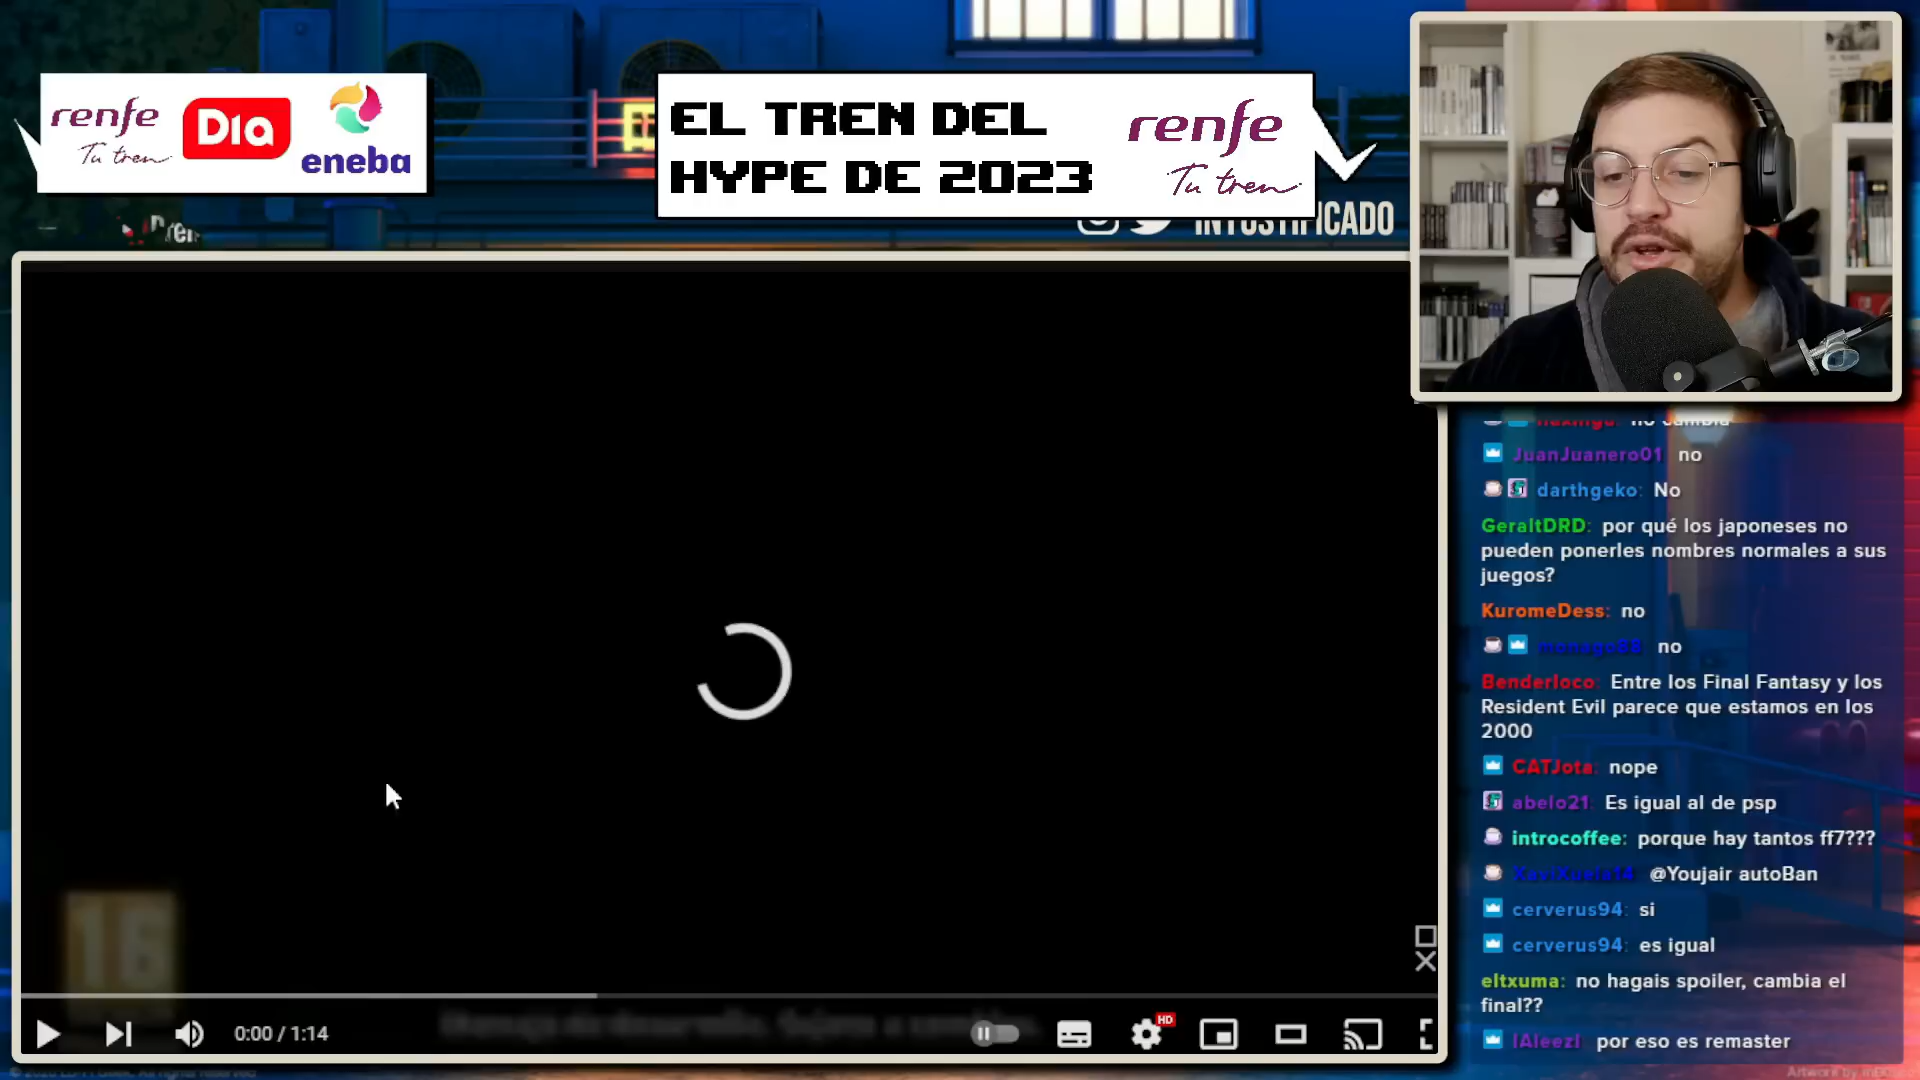 renfe
Tu tren
Dia
eneba
EL TREN DEL
HYPE DE 2023
renfe
Tu tren
no cambia
JuanJuanero01 no
darthgeko: No
GeraltDRD: por qué los japoneses no
pueden ponerles nombres normales a sus
juegos?
KuromeDess: no
monago88 no
Benderloco: Entre los Final Fantasy y los
Resident Evil parece que estamos en los
2000
CATJota: nope
abelo21: Es igual al de psp
introcoffee: porque hay tantos ff7???
@Youjair autoBan
cerverus94: si
cerverus94: es igual
eltxuma: no hagais spoiler, cambia el
final??
por eso es remaster
16
0:00 / 1:14
HD